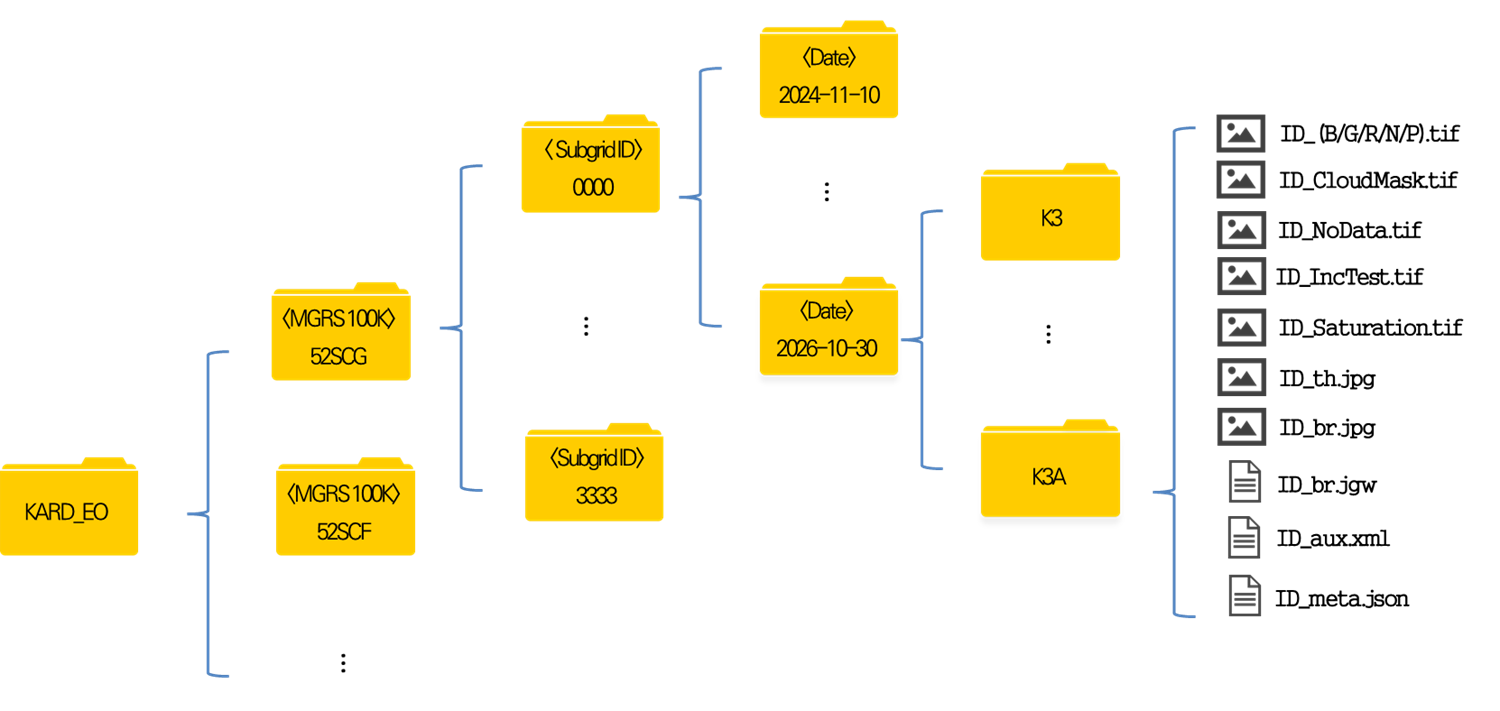 KARD_EO
〈MGRS 100K〉
52SCG
〈MGRS 100K〉
52SCF
⋮
〈Subgrid ID〉
0000
⋮
〈Subgrid ID〉
3333
〈Date〉
2024-11-10
⋮
〈Date〉
2026-10-30
K3
⋮
K3A
ID_(B/G/R/N/P).tif
ID_CloudMask.tif
ID_NoData.tif
ID_IncTest.tif
ID_Saturation.tif
ID_th.jpg
ID_br.jpg
ID_br.jgw
ID_aux.xml
ID_meta.json